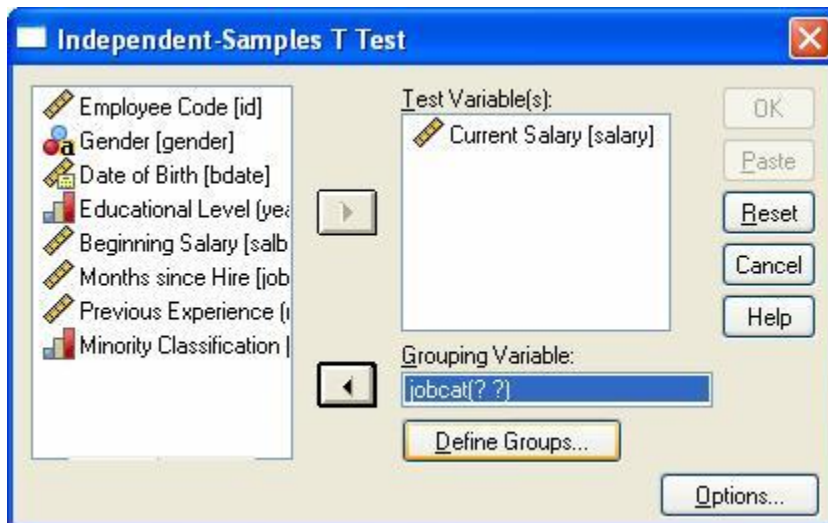 Independent-Samples T Test
Employee Code [id]
Gender [gender]
Date of Birth [bdate]
Educational Level (yea
Beginning Salary [salb
Months since Hire [job
Previous Experience (r
Minority Classification [
Test Variable(s):
Current Salary [salary]
Grouping Variable:
jobcat(? ?)
Define Groups...
OK
Paste
Reset
Cancel
Help
Options...